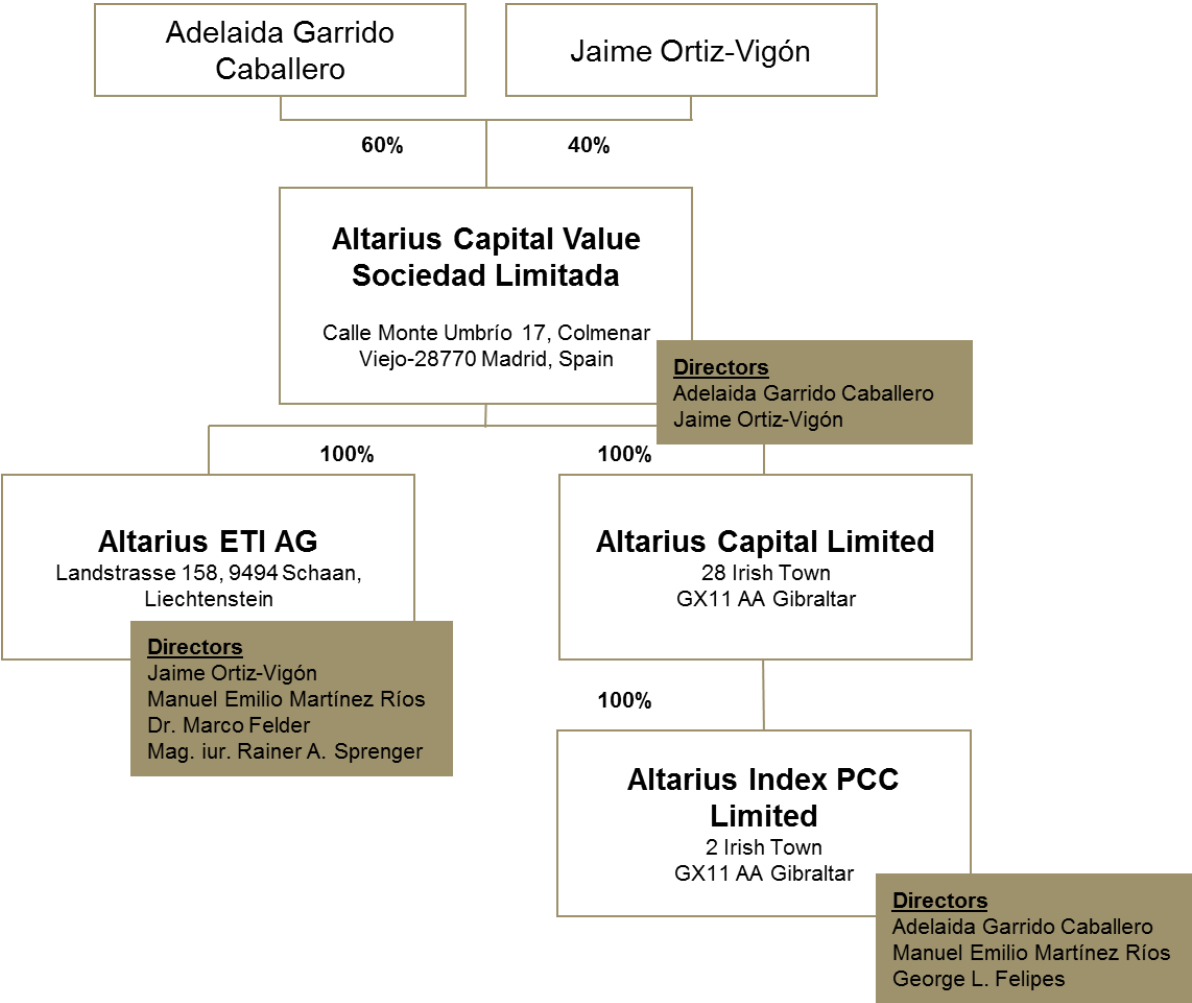 Adelaida Garrido
Caballero
Jaime Ortiz-Vigón
60%
40%
Altarius Capital Value
Sociedad Limitada
Calle Monte Umbrío 17, Colmenar
Viejo-28770 Madrid, Spain
Directors
Adelaida Garrido Caballero
Jaime Ortiz-Vigón
100%
100%
Altarius ETI AG
Landstrasse 158, 9494 Schaan,
Liechtenstein
Directors
Jaime Ortiz-Vigón
Manuel Emilio Martínez Ríos
Dr. Marco Felder
Mag. iur. Rainer A. Sprenger
Altarius Capital Limited
28 Irish Town
GX11 AA Gibraltar
100%
Altarius Index PCC
Limited
2 Irish Town
GX11 AA Gibraltar
Directors
Adelaida Garrido Caballero
Manuel Emilio Martínez Ríos
George L. Felipes